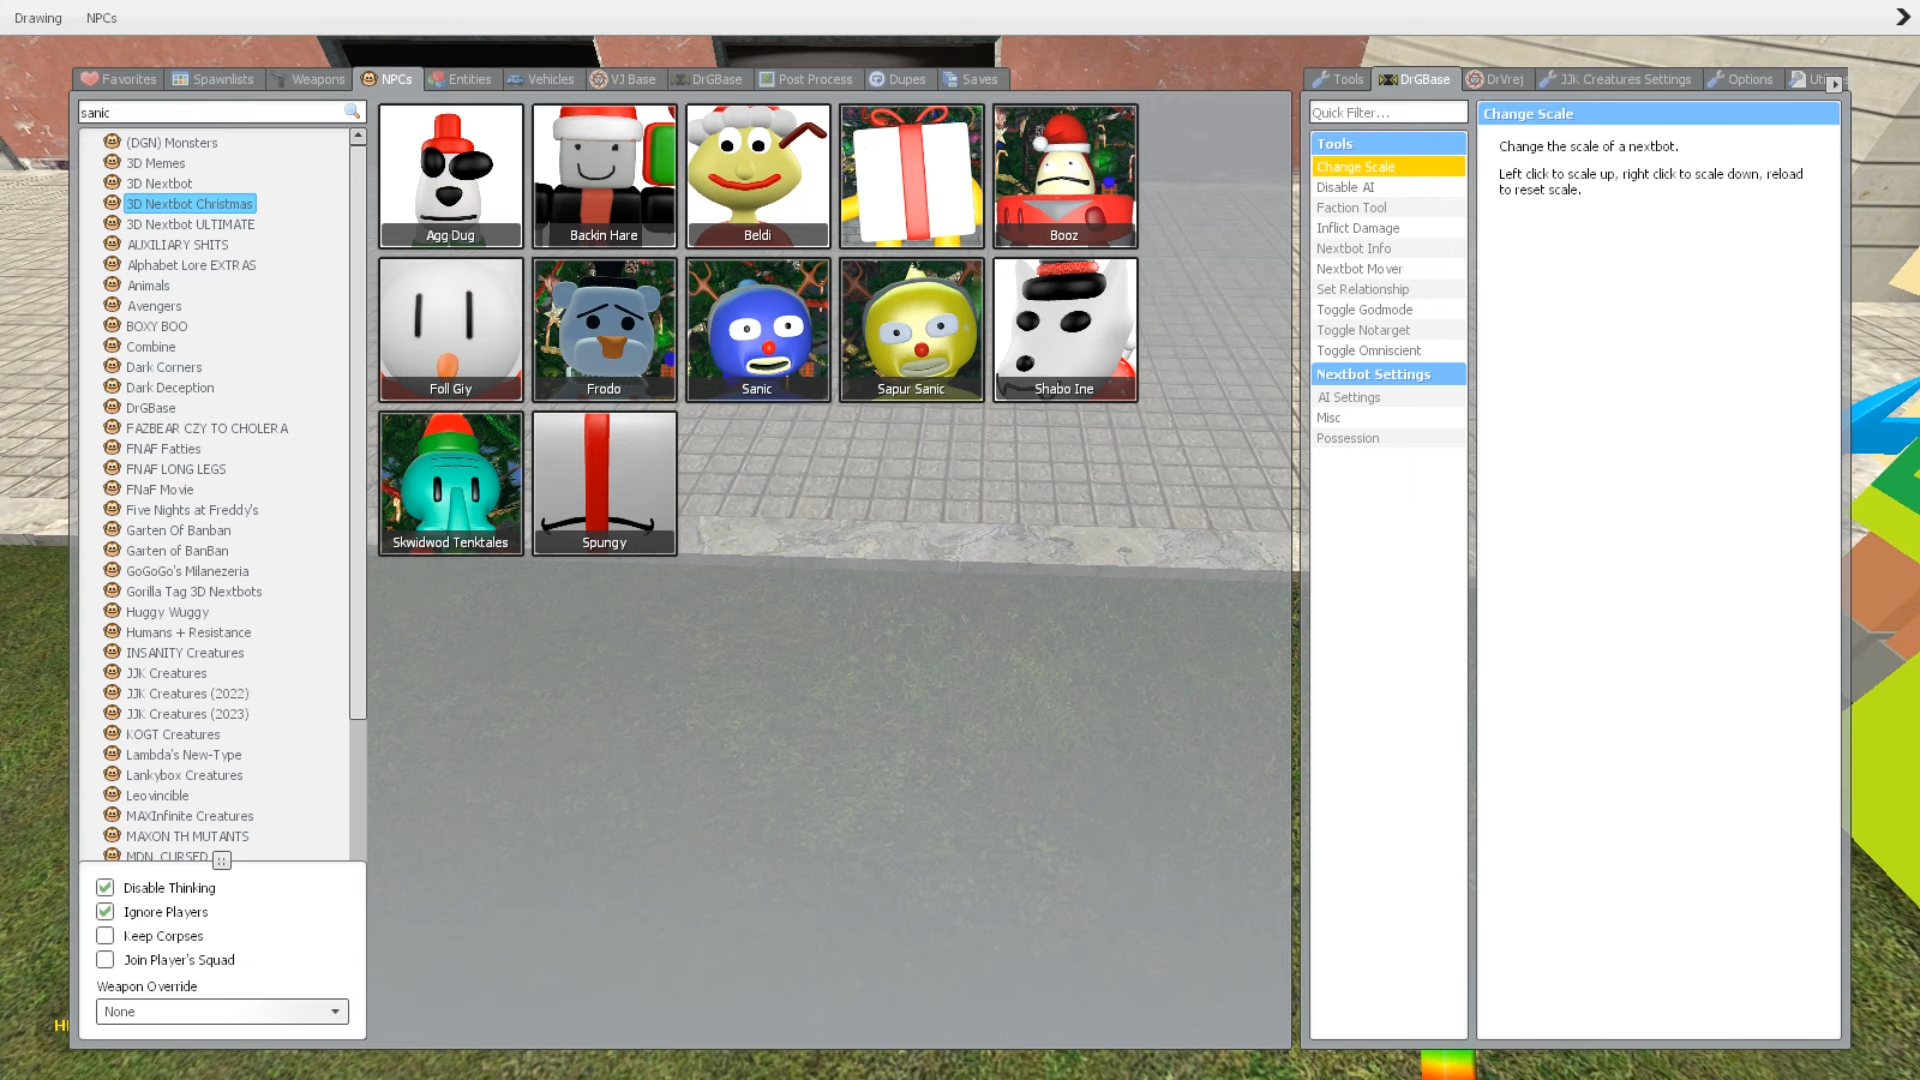 Drawing NPCs
Favorites Spawnlists Weapons NPCs Entities Vehicles VJ Base DrGBase Post Process Dupes Saves
sanic
(DGN) Monsters
3D Memes
3D Nextbot
3D Nextbot Christmas
3D Nextbot ULTIMATE
AUXILIARY SHITS
Alphabet Lore EXTRAS
Animals
Avengers
BOXY BOO
Combine
Dark Corners
Dark Deception
DrGBase
FAZBEAR CZY TO CHOLERA
FNAF Fatties
FNAF LONG LEGS
FNaF Movie
Five Nights at Freddy's
Garten Of Banban
Garten of BanBan
GoGoGo's Milanezeria
Gorilla Tag 3D Nextbots
Huggy Wuggy
Humans + Resistance
INSANITY Creatures
JJK Creatures
JJK Creatures (2022)
JJK Creatures (2023)
KOGT Creatures
Lambda's New-Type
Lankybox Creatures
Leovincible
MAXInfinite Creatures
MAXON TH MUTANTS
MDN_CURSED
Disable Thinking
Ignore Players
Keep Corpses
Join Player's Squad
Weapon Override
None
Agg Dug
Backin Hare
Beldi
Booz
Foll Giy
Frodo
Sanic
Sapur Sanic
Shabo Ine
Skwidwod Tenktales
Spungy
Tools DrGBase DrVrej JJK Creatures Settings Options
Quick Filter...
Tools
Change Scale
Disable AI
Faction Tool
Inflict Damage
Nextbot Info
Nextbot Mover
Set Relationship
Toggle Godmode
Toggle Notarget
Toggle Omniscient
Nextbot Settings
AI Settings
Misc
Possession
Change Scale
Change the scale of a nextbot.
Left click to scale up, right click to scale down, reload
to reset scale.